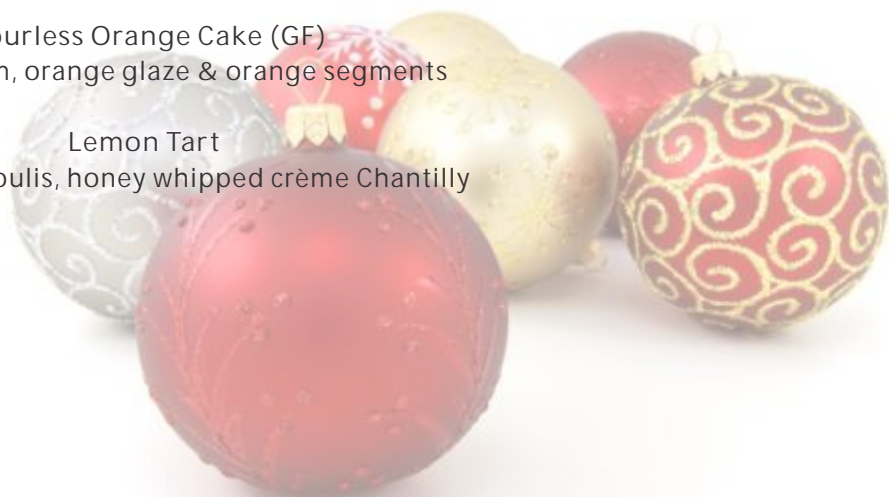 ourless Orange Cake (GF)
, orange glaze & orange segments
Lemon Tart
oulis, honey whipped crème Chantilly